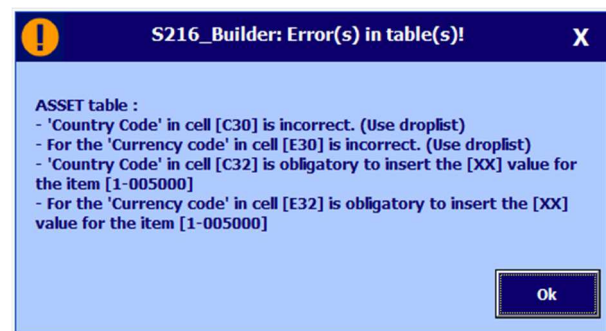 S216_Builder: Error(s) in table(s)!
X
ASSET table :
- 'Country Code' in cell [C30] is incorrect. (Use droplist)
- For the 'Currency code' in cell [E30] is incorrect. (Use droplist)
- 'Country Code' in cell [C32] is obligatory to insert the [XX] value for
the item [1-005000]
- For the 'Currency code' in cell [E32] is obligatory to insert the [XX]
value for the item [1-005000]
Ok